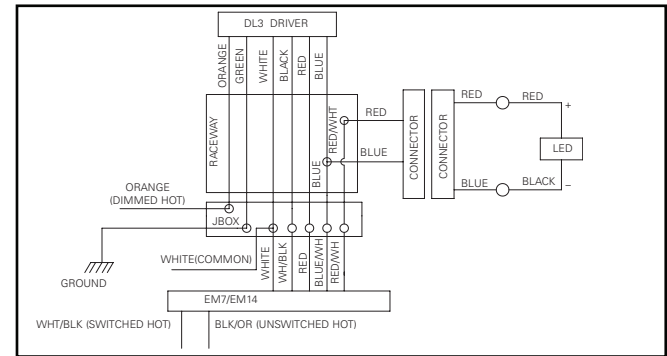 DL3 DRIVER
ORANGE
GREEN
WHITE
BLACK
RED
BLUE
RACEWAY
RED/WHT
BLUE
RED
BLUE
CONNECTOR
CONNECTOR
RED
RED
+
LED
BLUE
BLACK
–
ORANGE
(DIMMED HOT)
JBOX
GROUND
WHITE(COMMON)
WHITE
WH/BLK
RED
BLUE/WH
RED/WH
EM7/EM14
WHT/BLK (SWITCHED HOT)
BLK/OR (UNSWITCHED HOT)